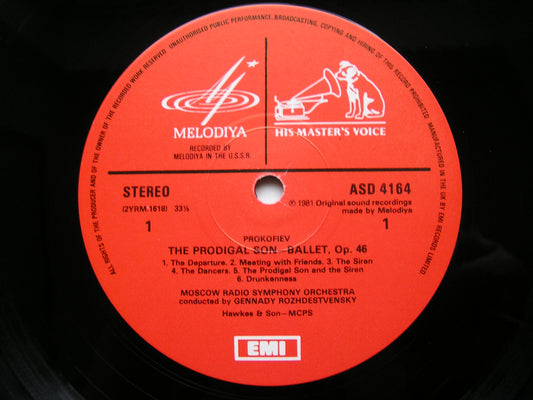 ALL RIGHTS OF THE PRODUCER AND OF THE OWNER OF THE RECORDED WORK RESERVED UNAUTHORISED PUBLIC PERFORMANCE, BROADCASTING, COPYING AND HIRING OF THIS RECORD PROHIBITED MANUFACTURED IN THE UK BY EMI RECORDS LIMITED
MELODIYA
HIS MASTER'S VOICE
RECORDED BY
MELODIYA IN THE U.S.S.R.
STEREO
ASD 4164
(2YRM.1618) 33⅓
℗ 1981 Original sound recordings
made by Melodiya
1
1
PROKOFIEV
THE PRODIGAL SON - BALLET, Op. 46
1. The Departure. 2. Meeting with Friends. 3. The Siren
4. The Dancers. 5. The Prodigal Son and the Siren
6. Drunkenness
MOSCOW RADIO SYMPHONY ORCHESTRA
conducted by GENNADY ROZHDESTVENSKY
Hawkes & Son-MCPS
EMI